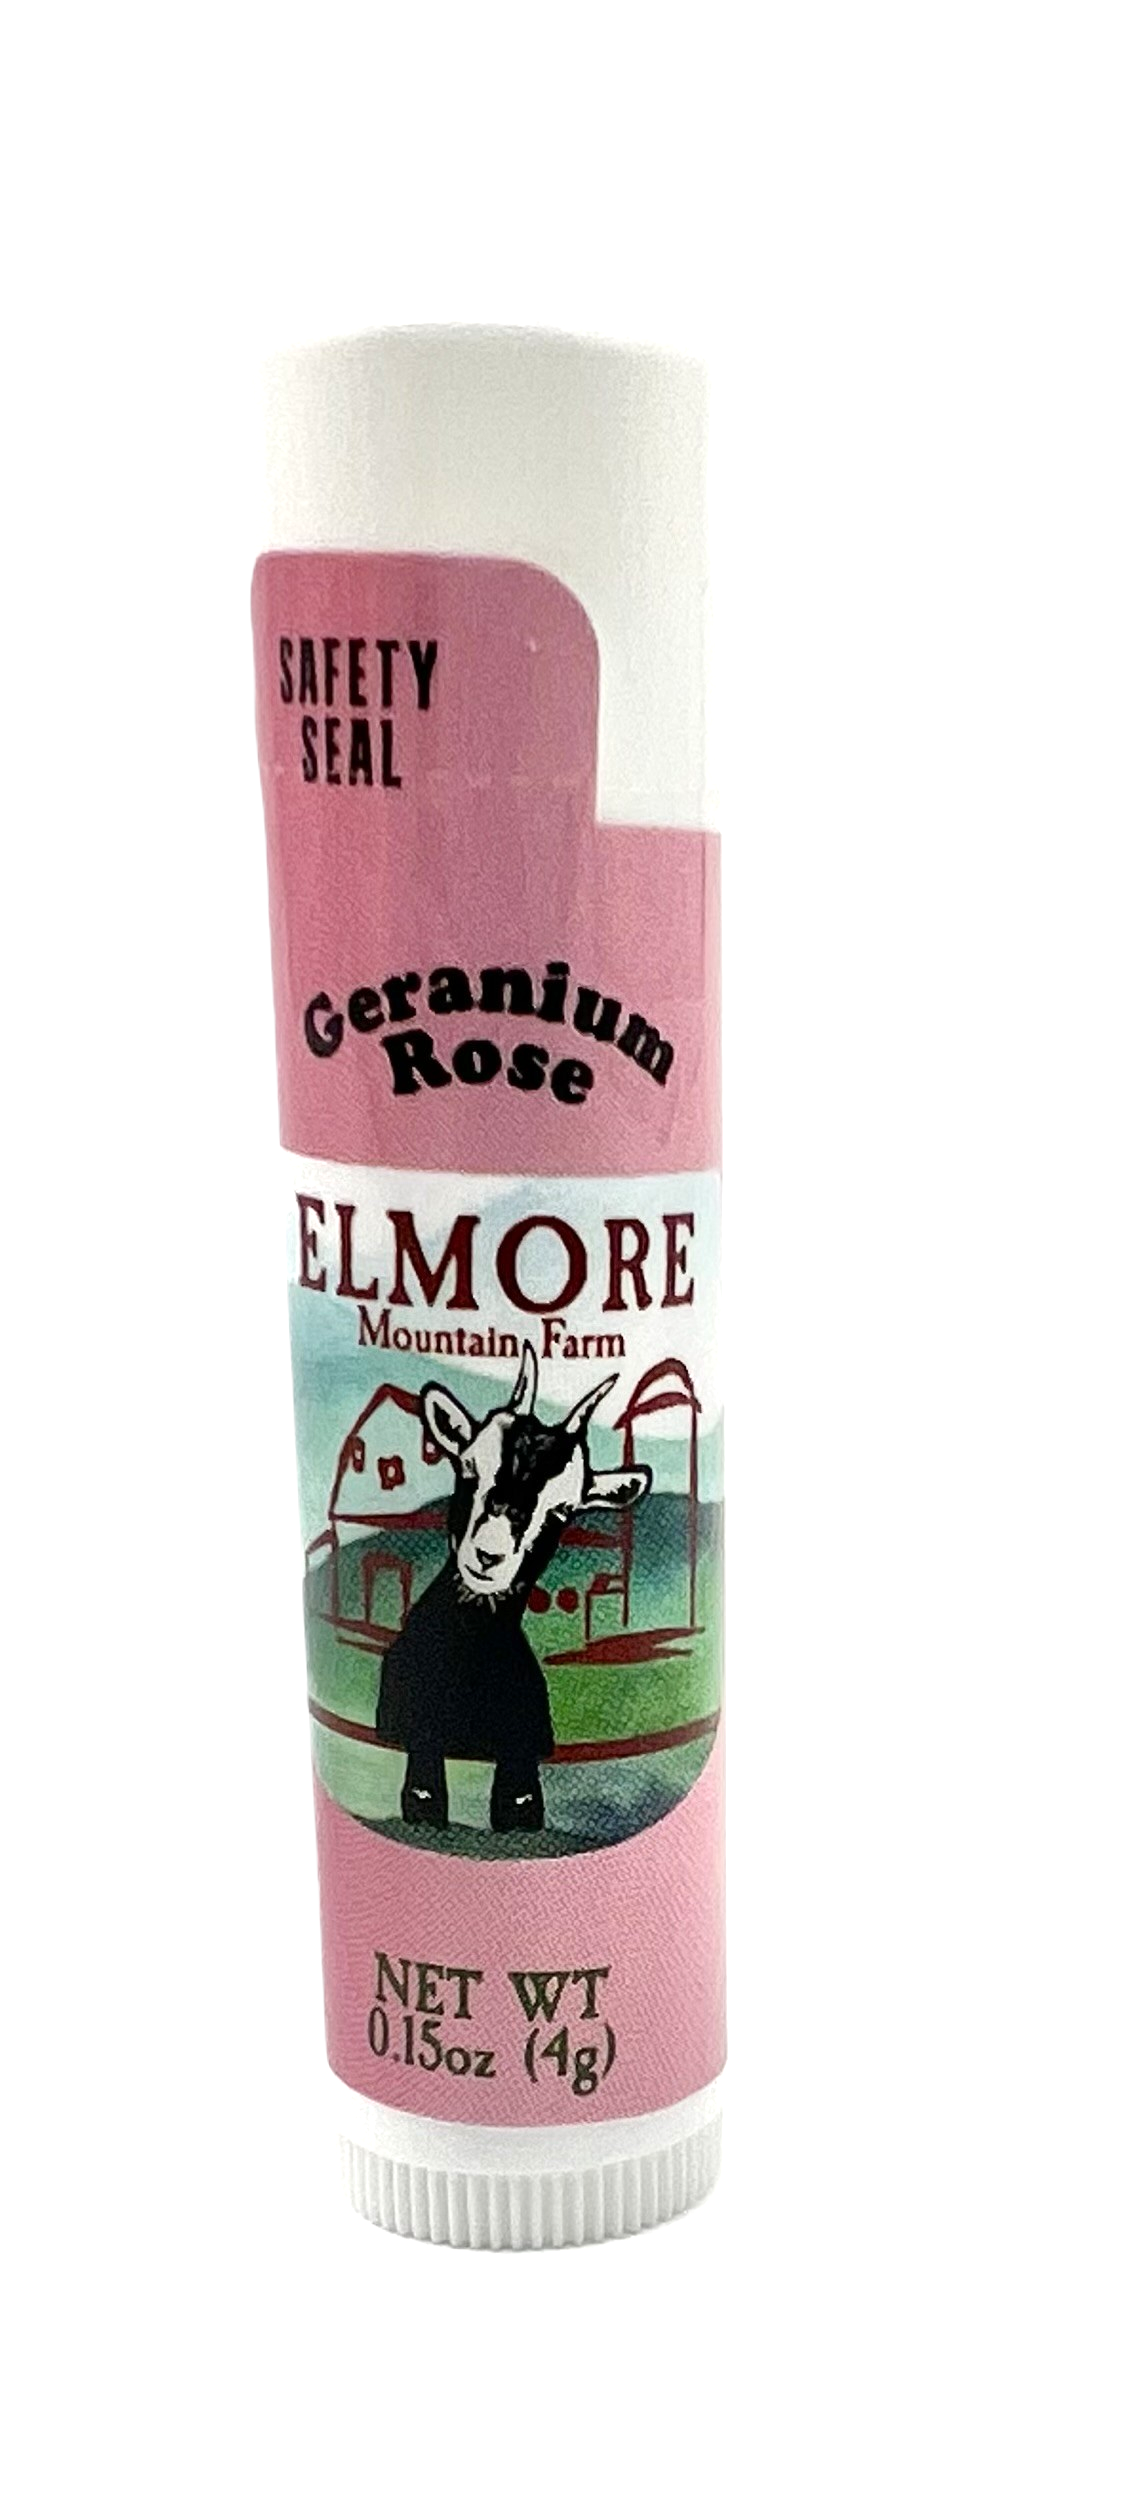 SAFETY
SEAL
Geranium
Rose
ELMORE
Mountain Farm
NET WT
0.15oz (4g)